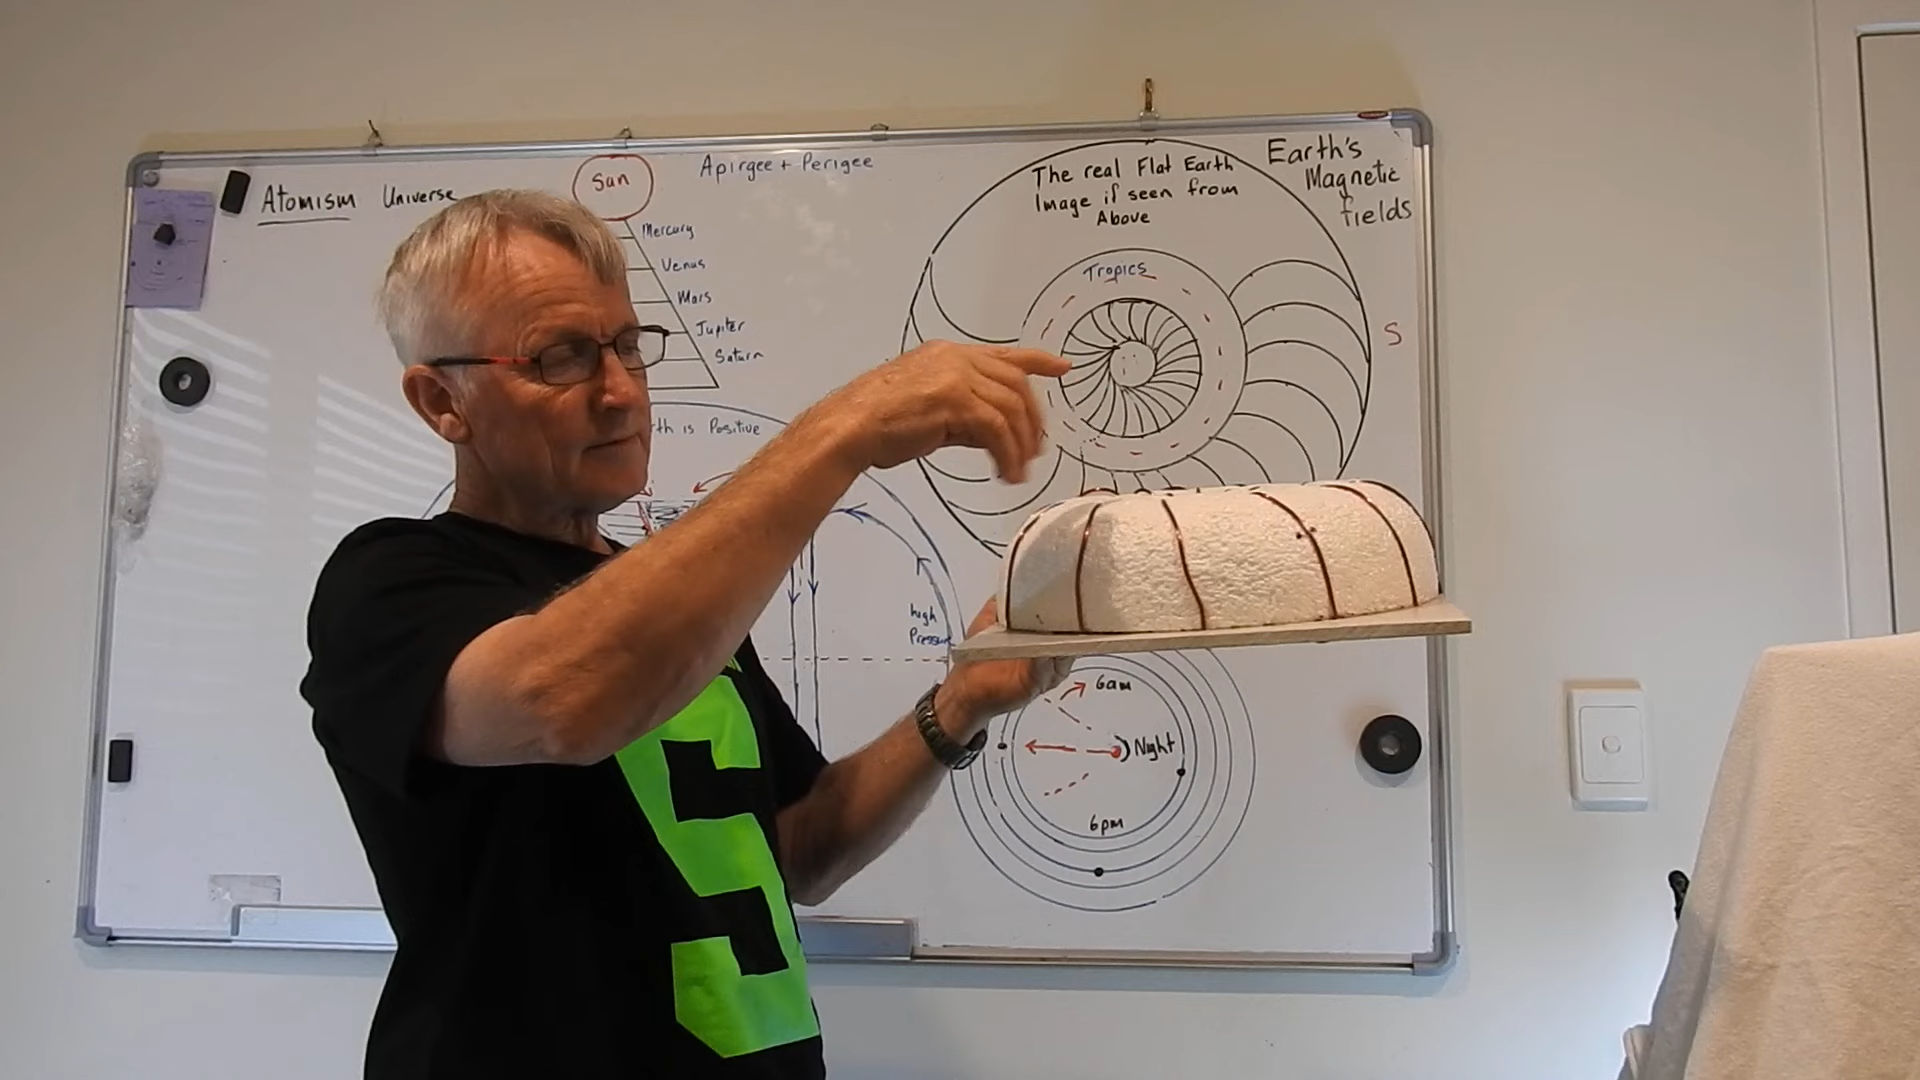 Atomism Universe
Sun
Apirgee + Perigee
Mercury
Venus
Mars
Jupiter
Saturn
The real Flat Earth
Image if seen from
Above
Earth's
Magnetic
fields
Tropics
S
is Positive
high
Pressure
6am
Night
6pm